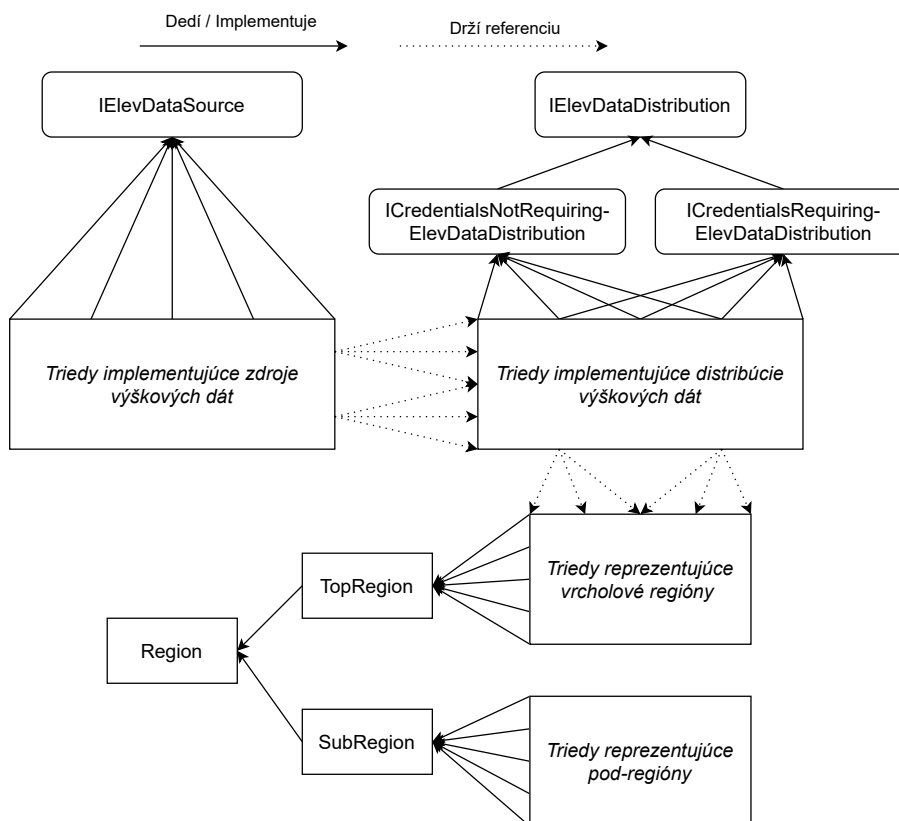 Dedí / Implementuje
Drží referenciu
IElevDataSource
IElevDataDistribution
ICredentialsNotRequiring-
ElevDataDistribution
ICredentialsRequiring-
ElevDataDistribution
Triedy implementujúce zdroje
výškových dát
Triedy implementujúce distribúcie
výškových dát
TopRegion
Triedy reprezentujúce
vrcholové regióny
Region
SubRegion
Triedy reprezentujúce
pod-regióny